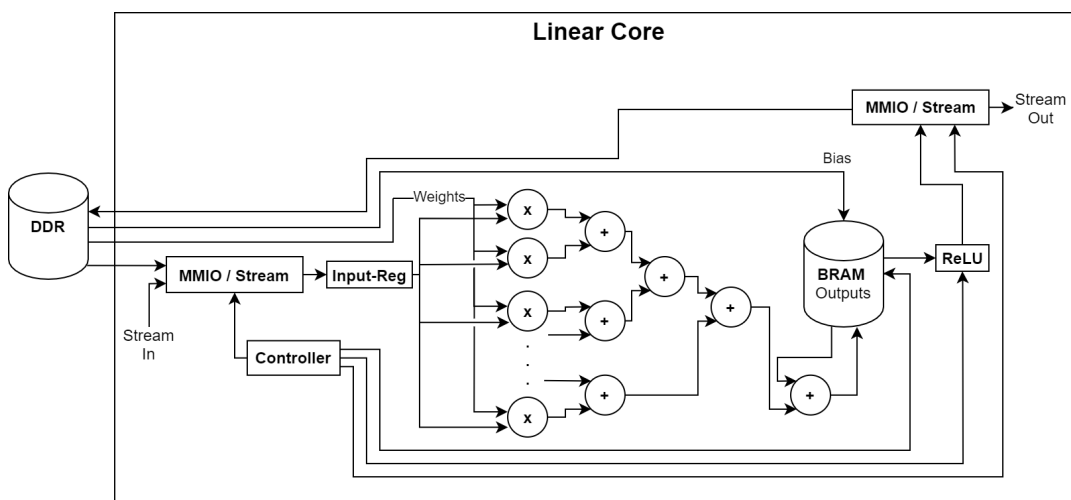 Linear Core
MMIO / Stream
Stream
Out
Bias
DDR
Weights
x
+
x
+
MMIO / Stream
Input-Reg
BRAM
Outputs
ReLU
x
+
+
+
Stream
In
Controller
+
+
x